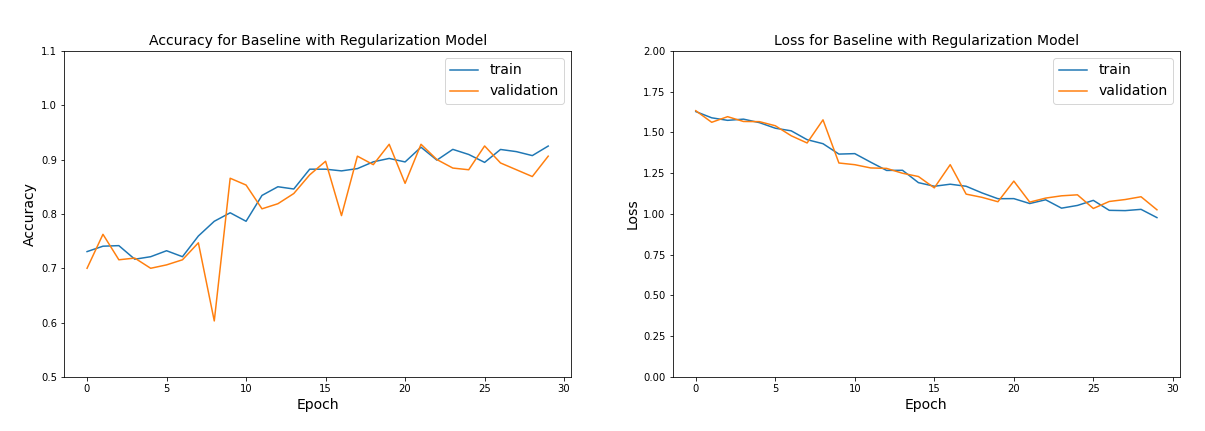 Accuracy for Baseline with Regularization Model
1.1
1.0
0.9
0.8
0.7
0.6
0.5
Accuracy
0 5 10 15 20 25 30
Epoch
train
validation
Loss for Baseline with Regularization Model
2.00
1.75
1.50
1.25
1.00
0.75
0.50
0.25
0.00
Loss
0 5 10 15 20 25 30
Epoch
train
validation